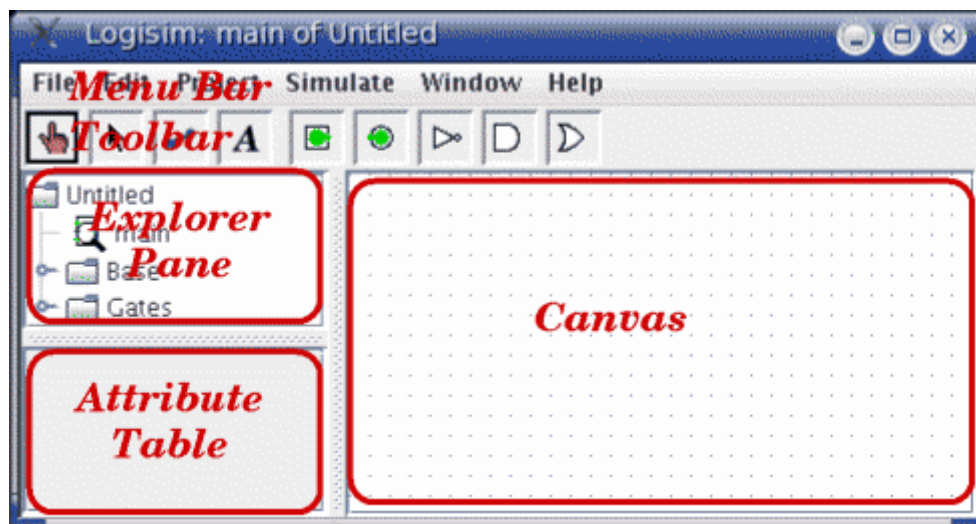 Logisim: main of Untitled
File Edit Project Simulate Window Help
Menu Bar
Toolbar A
Untitled
Explorer
main
Pane
Base
Gates
Canvas
Attribute
Table